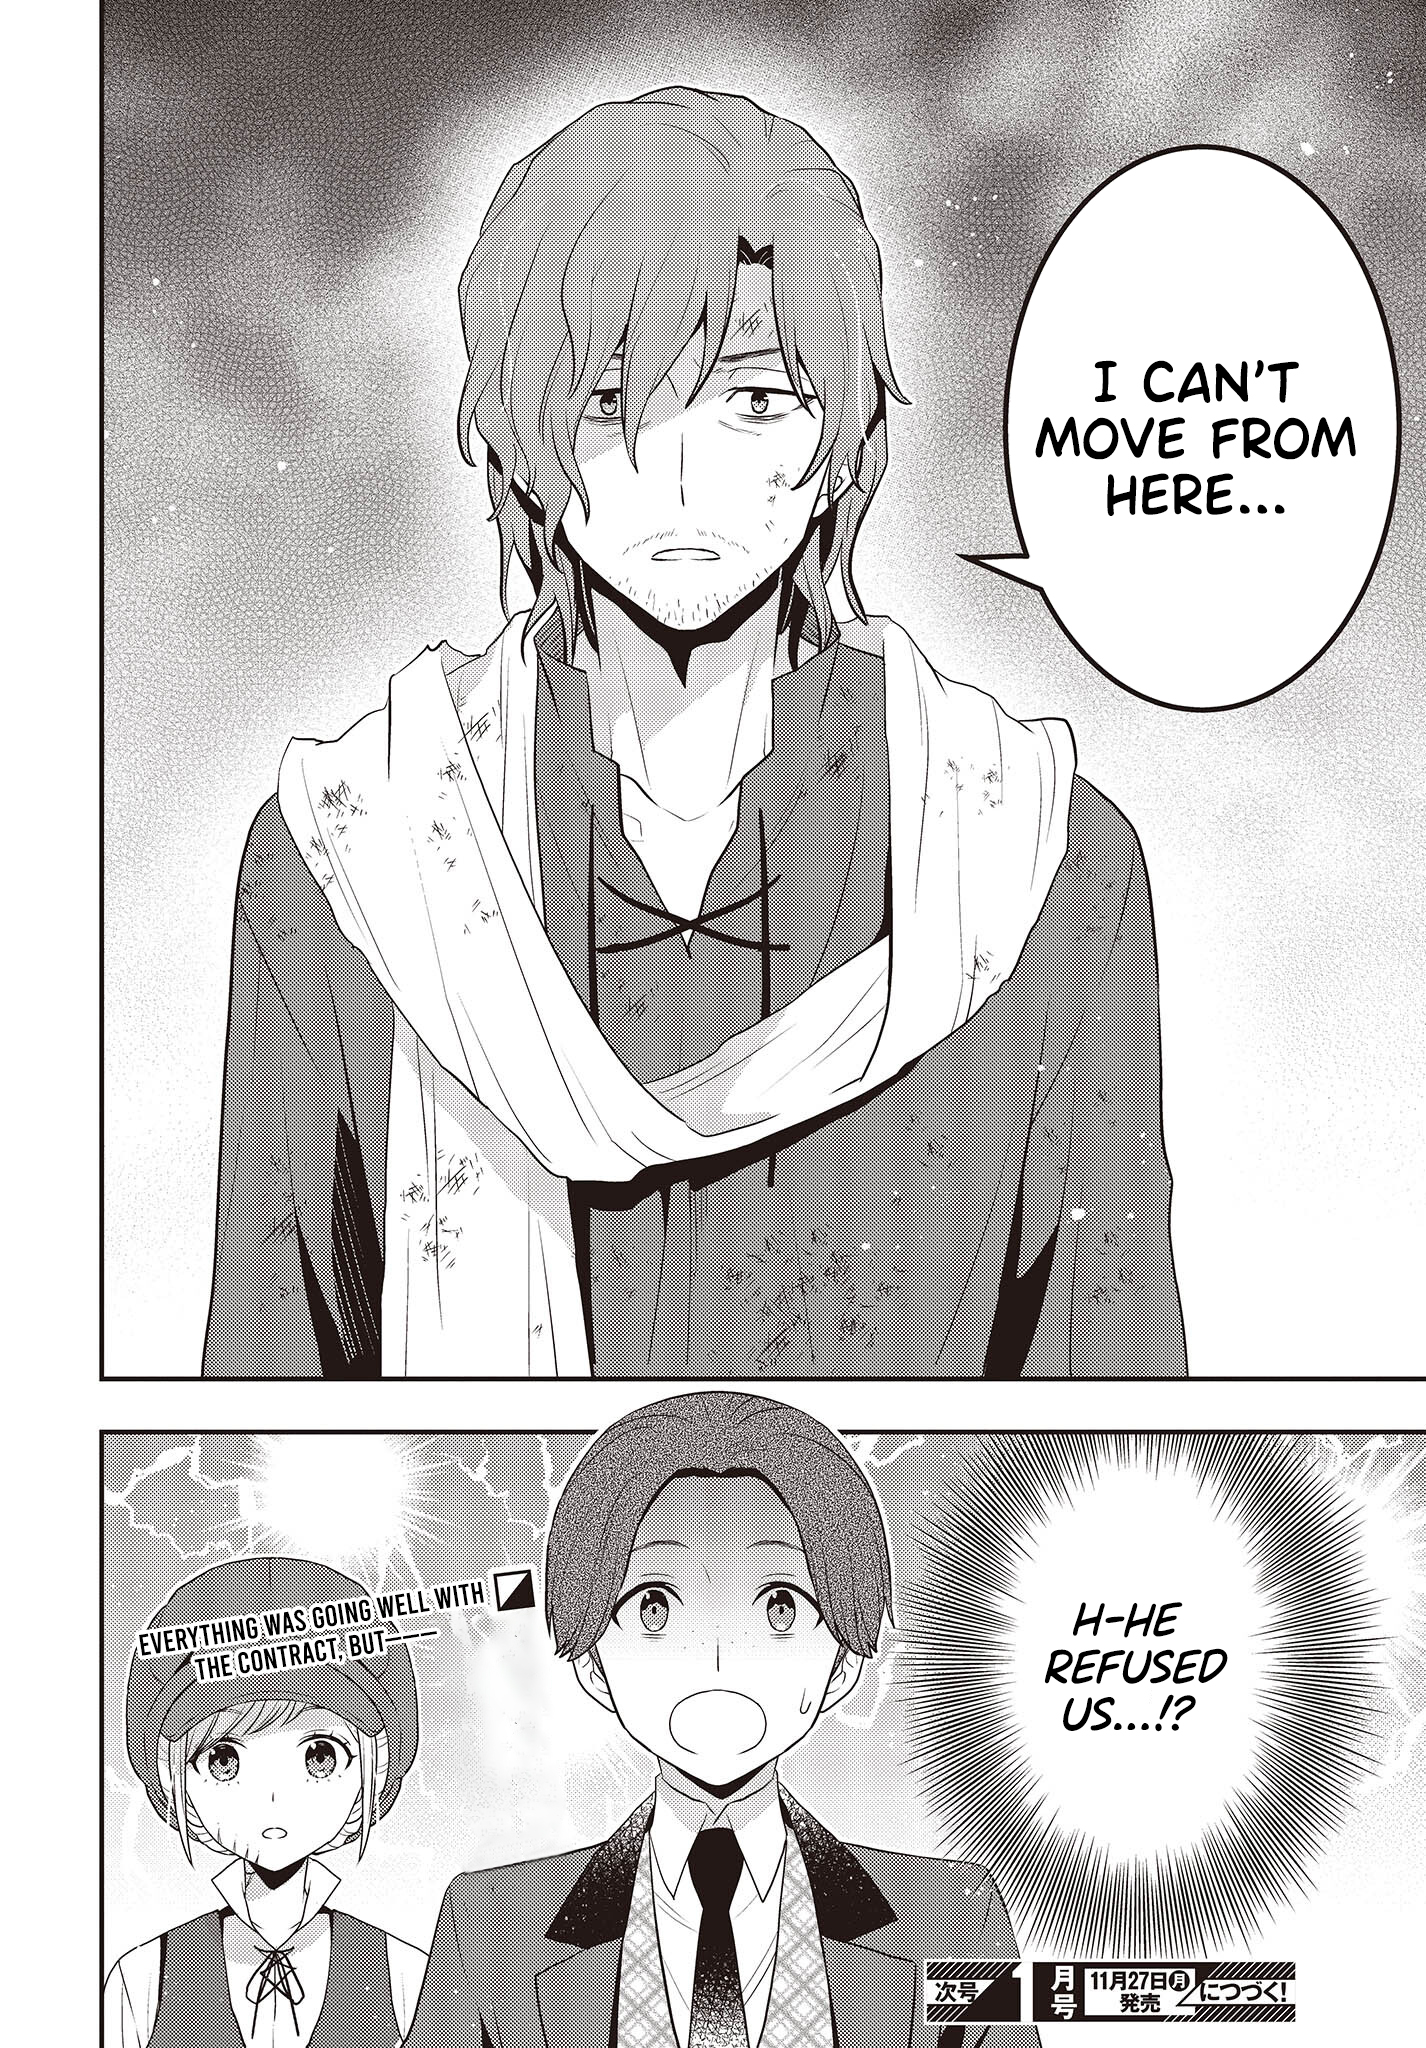 I CAN'T
MOVE FROM
HERE...
H-HE
REFUSED
US...!?
EVERYTHING WAS GOING WELL WITH
THE CONTRACT, BUT---
次号 1月号 11月27日(月)発売 につづく!